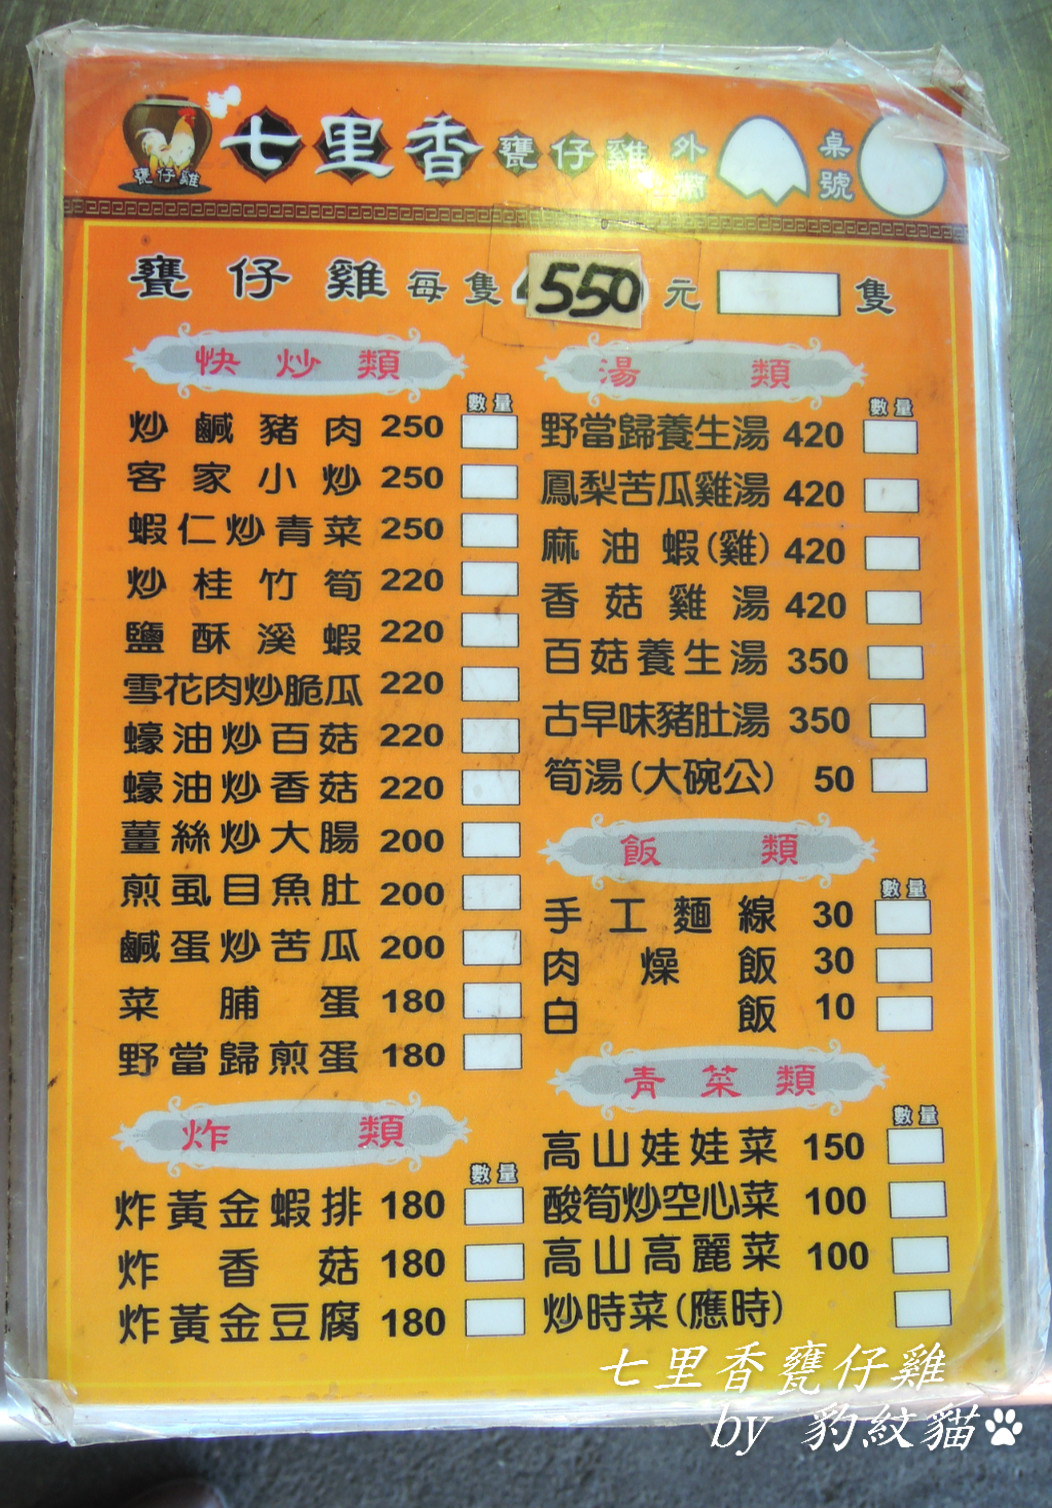 甕仔雞
七里香甕仔雞 外帶 桌號
甕仔雞每隻550元 隻
快炒類
數量
炒鹹豬肉 250
客家小炒 250
蝦仁炒青菜 250
炒桂竹筍 220
鹽酥溪蝦 220
雪花肉炒脆瓜 220
蠔油炒百菇 220
蠔油炒香菇 220
薑絲炒大腸 200
煎虱目魚肚 200
鹹蛋炒苦瓜 200
菜脯蛋 180
野當歸煎蛋 180
炸類
數量
炸黃金蝦排 180
炸香菇 180
炸黃金豆腐 180
湯類
數量
野當歸養生湯 420
鳳梨苦瓜雞湯 420
麻油蝦(雞) 420
香菇雞湯 420
百菇養生湯 350
古早味豬肚湯 350
筍湯(大碗公) 50
飯類
數量
手工麵線 30
肉燥飯 30
白飯 10
青菜類
數量
高山娃娃菜 150
酸筍炒空心菜 100
高山高麗菜 100
炒時菜(應時)
七里香甕仔雞
by 豹紋貓